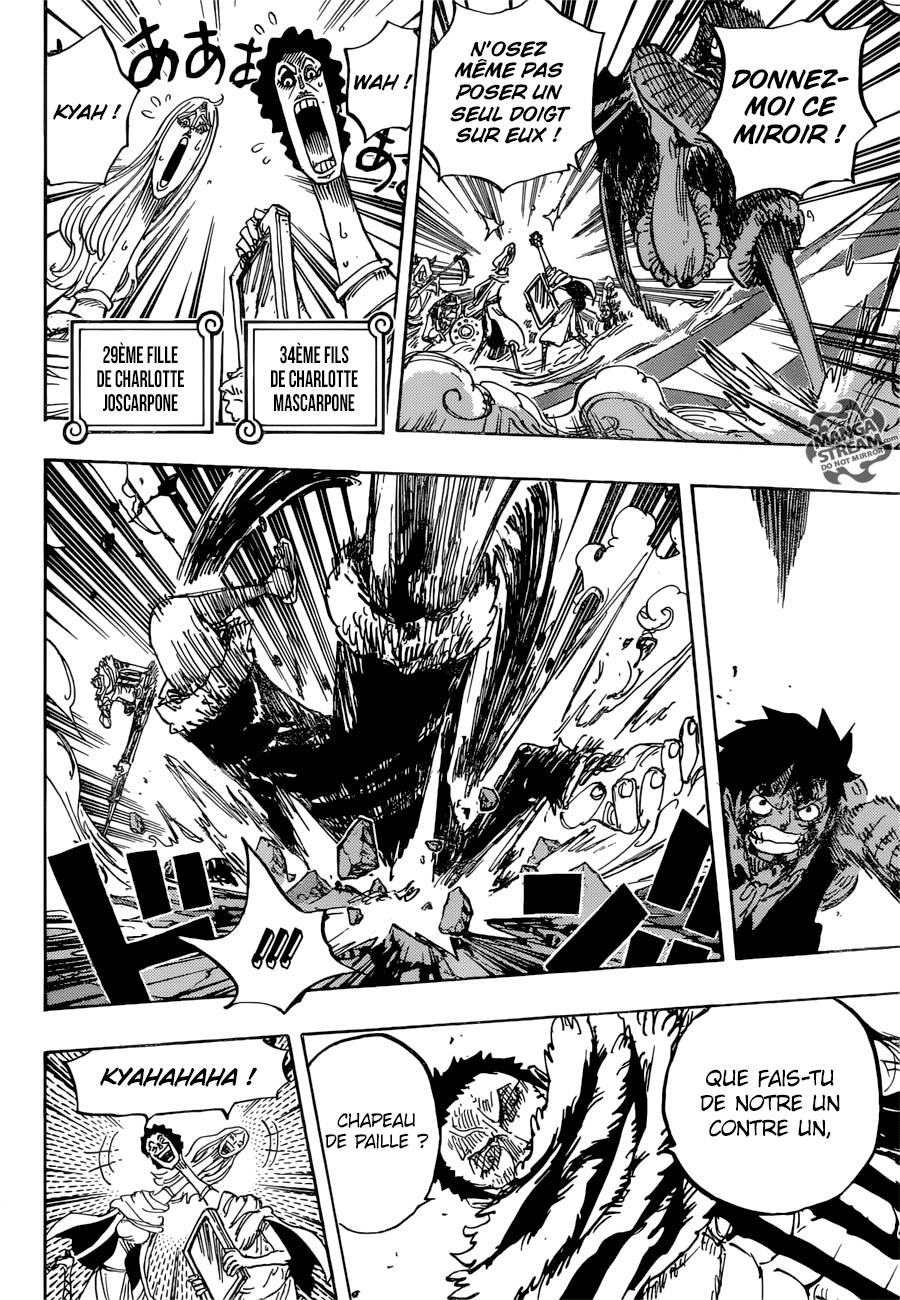 DONNEZ-
MOI CE
MIROIR !
N'OSEZ
MÊME PAS
POSER UN
SEUL DOIGT
SUR EUX !
WAH !
KYAH !
あああ
あ
34ÈME FILS
DE CHARLOTTE
MASCARPONE
29ÈME FILLE
DE CHARLOTTE
JOSCARPONE
MANGA
STREAM.com
DO NOT MIRROR!
ド
!!!
QUE FAIS-TU
DE NOTRE UN
CONTRE UN,
CHAPEAU
DE PAILLE ?
KYAHAHAHA !